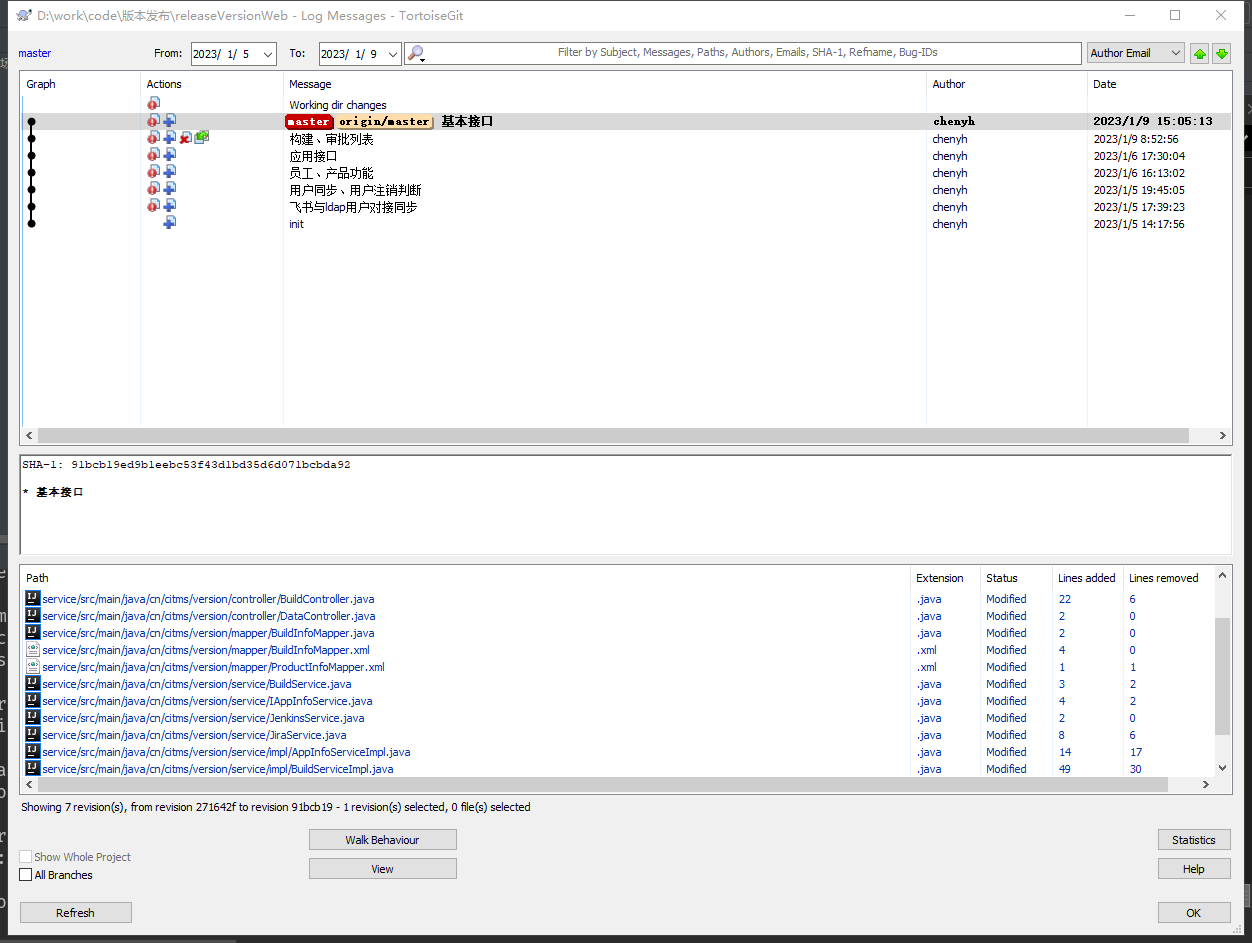 D:\work\code\版本发布\releaseVersionWeb - Log Messages - TortoiseGit
master From: 2023/ 1/ 5 To: 2023/ 1/ 9 Filter by Subject, Messages, Paths, Authors, Emails, SHA-1, Refname, Bug-IDs Author Email
Graph Actions Message Author Date
Working dir changes
master origin/master 基本接口 chenyh 2023/1/9 15:05:13
构建、审批列表 chenyh 2023/1/9 8:52:56
应用接口 chenyh 2023/1/6 17:30:04
员工、产品功能 chenyh 2023/1/6 16:13:02
用户同步、用户注销判断 chenyh 2023/1/5 19:45:05
飞书与ldap用户对接同步 chenyh 2023/1/5 17:39:23
init chenyh 2023/1/5 14:17:56
SHA-1: 91bcb19ed9b1eebc53f43d1bd35d6d071bcbda92
* 基本接口
Path Extension Status Lines added Lines removed
service/src/main/java/cn/citms/version/controller/BuildController.java .java Modified 22 6
service/src/main/java/cn/citms/version/controller/DataController.java .java Modified 2 0
service/src/main/java/cn/citms/version/mapper/BuildInfoMapper.java .java Modified 2 0
service/src/main/java/cn/citms/version/mapper/BuildInfoMapper.xml .xml Modified 4 0
service/src/main/java/cn/citms/version/mapper/ProductInfoMapper.xml .xml Modified 1 1
service/src/main/java/cn/citms/version/service/BuildService.java .java Modified 3 2
service/src/main/java/cn/citms/version/service/IAppInfoService.java .java Modified 4 2
service/src/main/java/cn/citms/version/service/JenkinsService.java .java Modified 2 0
service/src/main/java/cn/citms/version/service/JiraService.java .java Modified 8 6
service/src/main/java/cn/citms/version/service/impl/AppInfoServiceImpl.java .java Modified 14 17
service/src/main/java/cn/citms/version/service/impl/BuildServiceImpl.java .java Modified 49 30
Showing 7 revision(s), from revision 271642f to revision 91bcb19 - 1 revision(s) selected, 0 file(s) selected
Walk Behaviour Statistics
Show Whole Project
View Help
All Branches
Refresh OK